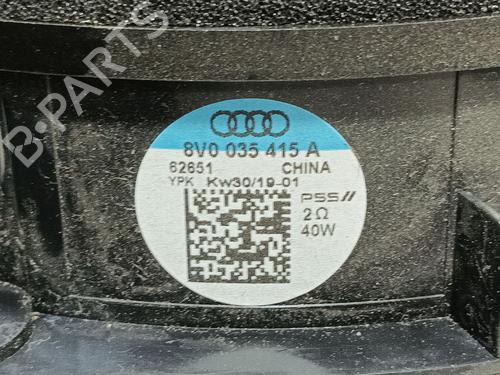 B-PARTS
8V0 035 415 A
62651 CHINA
YPK Kw30/19-01
PSS//
2Ω
40W